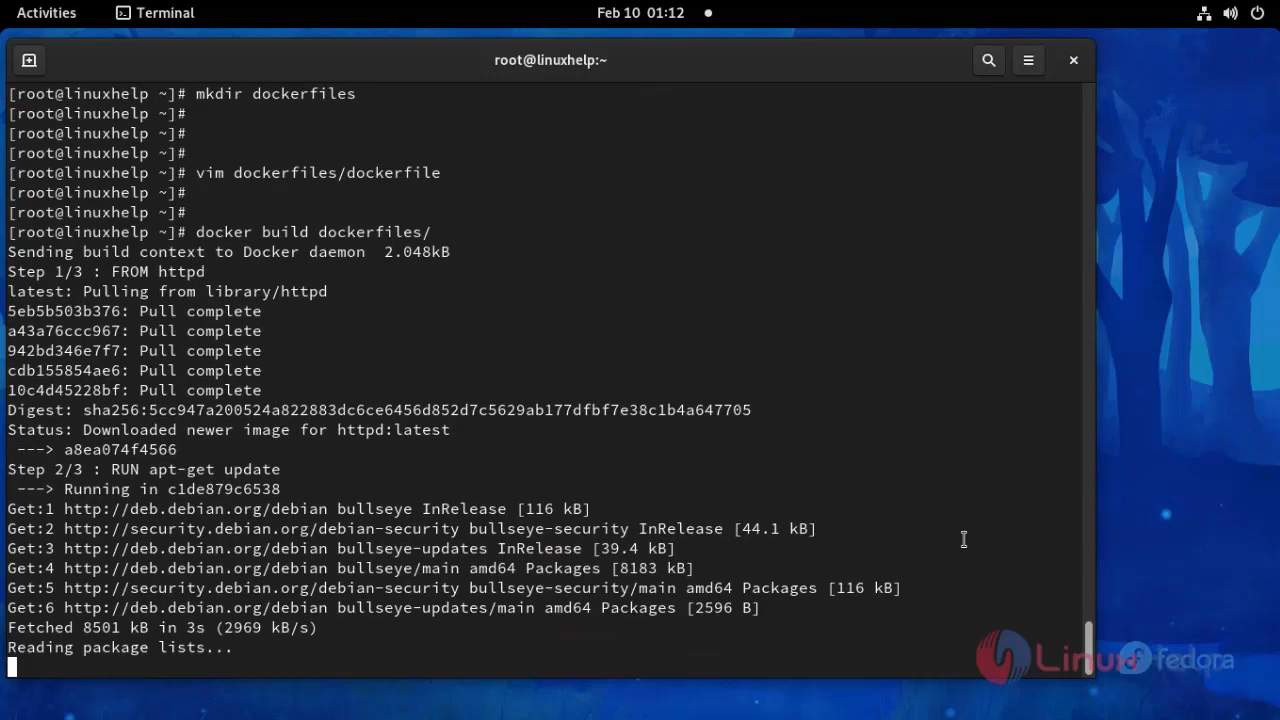 Activities Terminal Feb 10 01:12
root@linuxhelp:~
[root@linuxhelp ~]# mkdir dockerfiles
[root@linuxhelp ~]#
[root@linuxhelp ~]#
[root@linuxhelp ~]#
[root@linuxhelp ~]# vim dockerfiles/dockerfile
[root@linuxhelp ~]#
[root@linuxhelp ~]#
[root@linuxhelp ~]# docker build dockerfiles/
Sending build context to Docker daemon  2.048kB
Step 1/3 : FROM httpd
latest: Pulling from library/httpd
5eb5b503b376: Pull complete
a43a76ccc967: Pull complete
942bd346e7f7: Pull complete
cdb155854ae6: Pull complete
10c4d45228bf: Pull complete
Digest: sha256:5cc947a200524a822883dc6ce6456d852d7c5629ab177dfbf7e38c1b4a647705
Status: Downloaded newer image for httpd:latest
 ---> a8ea074f4566
Step 2/3 : RUN apt-get update
 ---> Running in c1de879c6538
Get:1 http://deb.debian.org/debian bullseye InRelease [116 kB]
Get:2 http://security.debian.org/debian-security bullseye-security InRelease [44.1 kB]
Get:3 http://deb.debian.org/debian bullseye-updates InRelease [39.4 kB]
Get:4 http://deb.debian.org/debian bullseye/main amd64 Packages [8183 kB]
Get:5 http://security.debian.org/debian-security bullseye-security/main amd64 Packages [116 kB]
Get:6 http://deb.debian.org/debian bullseye-updates/main amd64 Packages [2596 B]
Fetched 8501 kB in 3s (2969 kB/s)
Reading package lists...
fedora